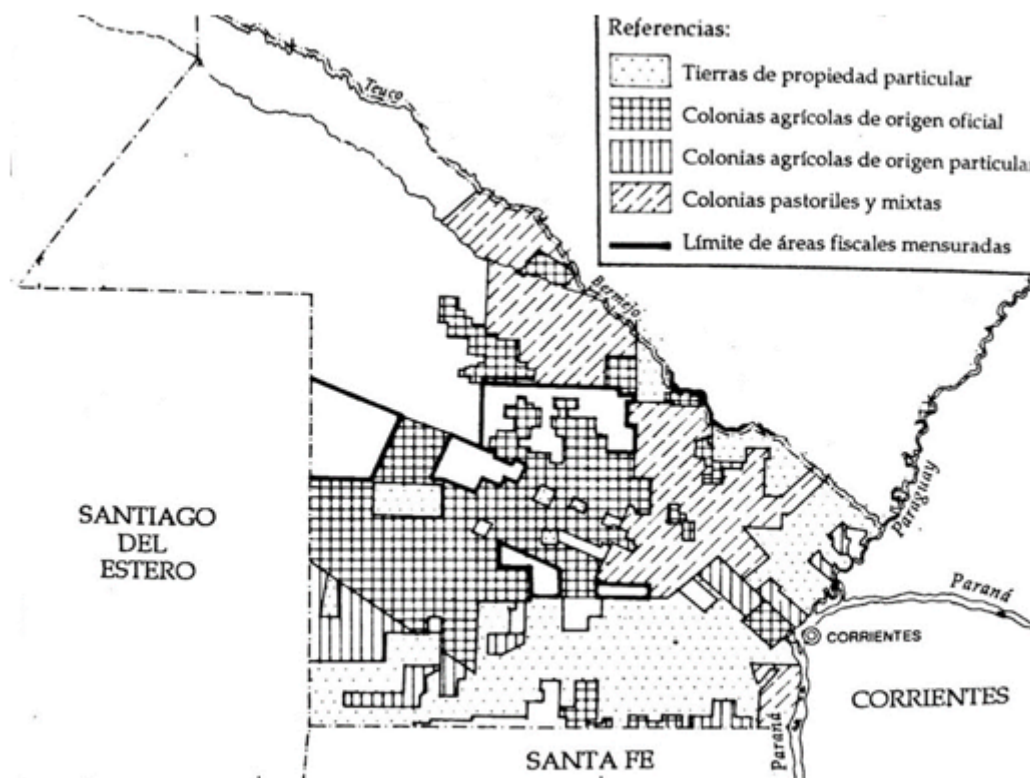 Referencias:
Tierras de propiedad particular
Colonias agrícolas de origen oficial
Colonias agrícolas de origen particular
Colonias pastoriles y mixtas
Límite de áreas fiscales mensuradas
Teuco
Bermejo
Paraguay
Paraná
CORRIENTES
CORRIENTES
SANTIAGO
DEL
ESTERO
SANTA FE
Paraná